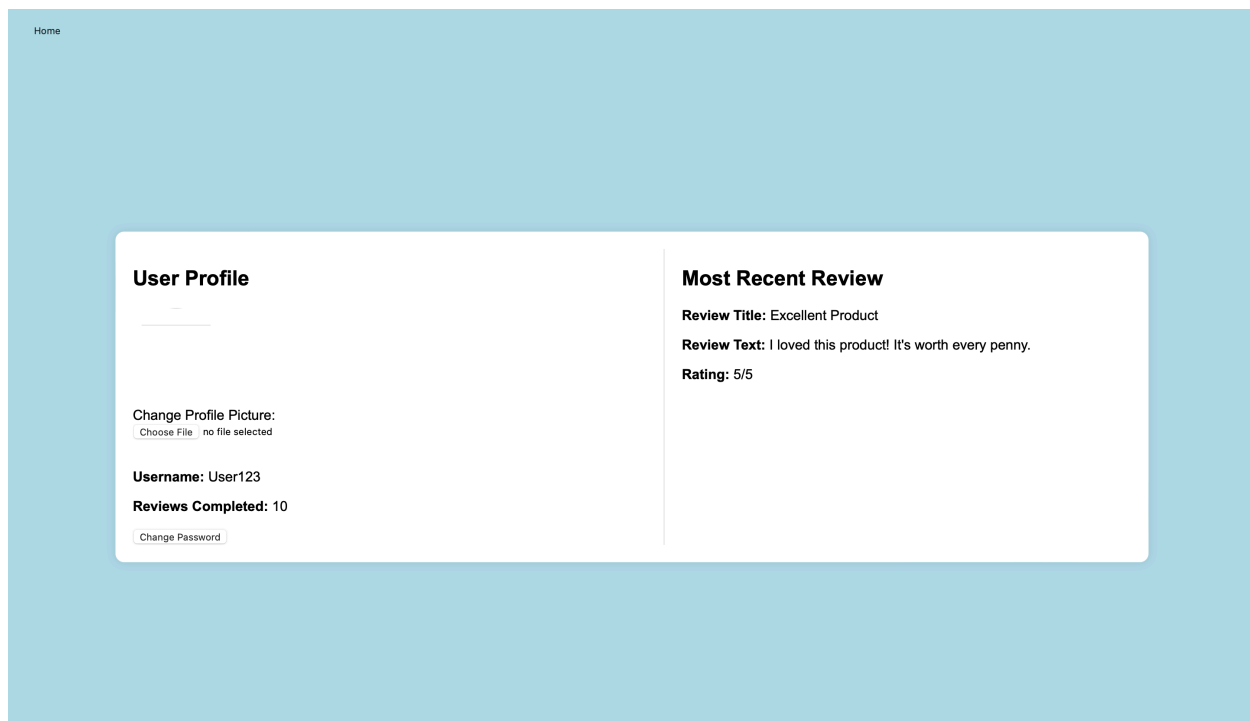 Home
User Profile
Change Profile Picture:
Choose File no file selected
Username: User123
Reviews Completed: 10
Change Password
Most Recent Review
Review Title: Excellent Product
Review Text: I loved this product! It's worth every penny.
Rating: 5/5